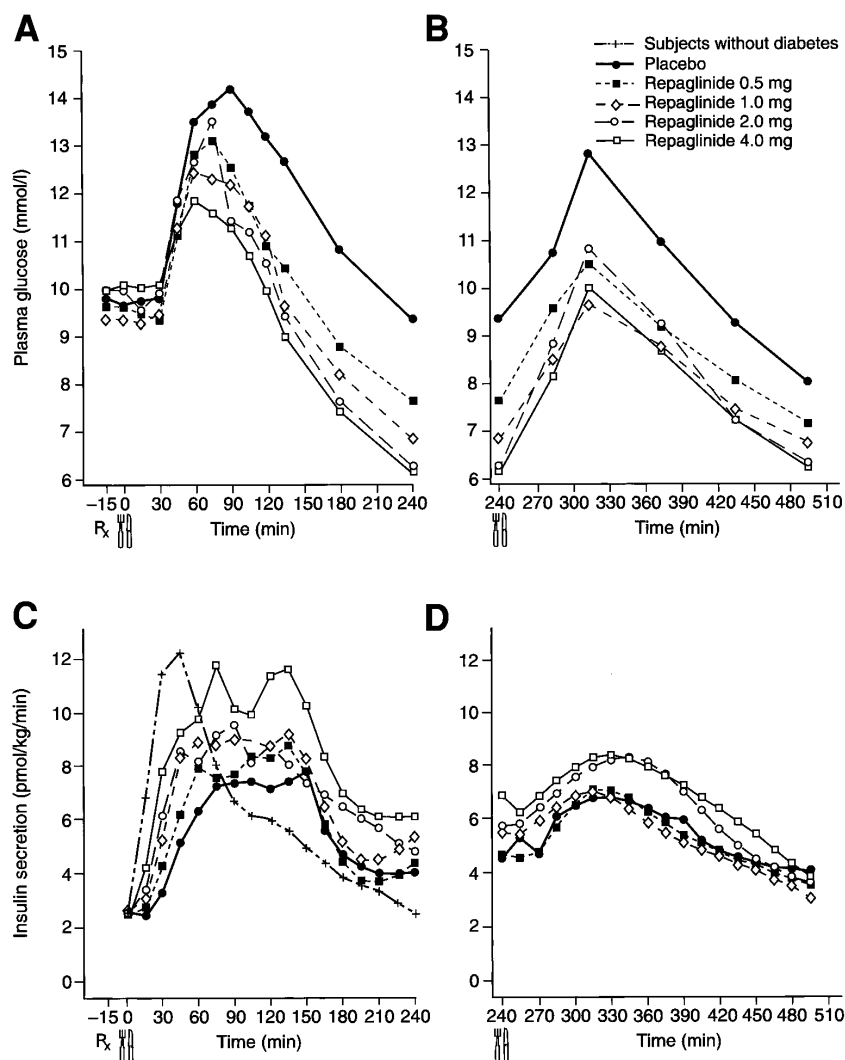 A
15
14
13
12
11
10
9
8
7
6
Plasma glucose (mmol/l)
−15 0 30 60 90 120 150 180 210 240
Rx
Time (min)
B
15
14
13
12
11
10
9
8
7
6
240 270 300 330 360 390 420 450 480 510
Time (min)
Subjects without diabetes
Placebo
Repaglinide 0.5 mg
Repaglinide 1.0 mg
Repaglinide 2.0 mg
Repaglinide 4.0 mg
C
12
10
8
6
4
2
0
Insulin secretion (pmol/kg/min)
−15 0 30 60 90 120 150 180 210 240
Rx
Time (min)
D
12
10
8
6
4
2
0
240 270 300 330 360 390 420 450 480 510
Time (min)